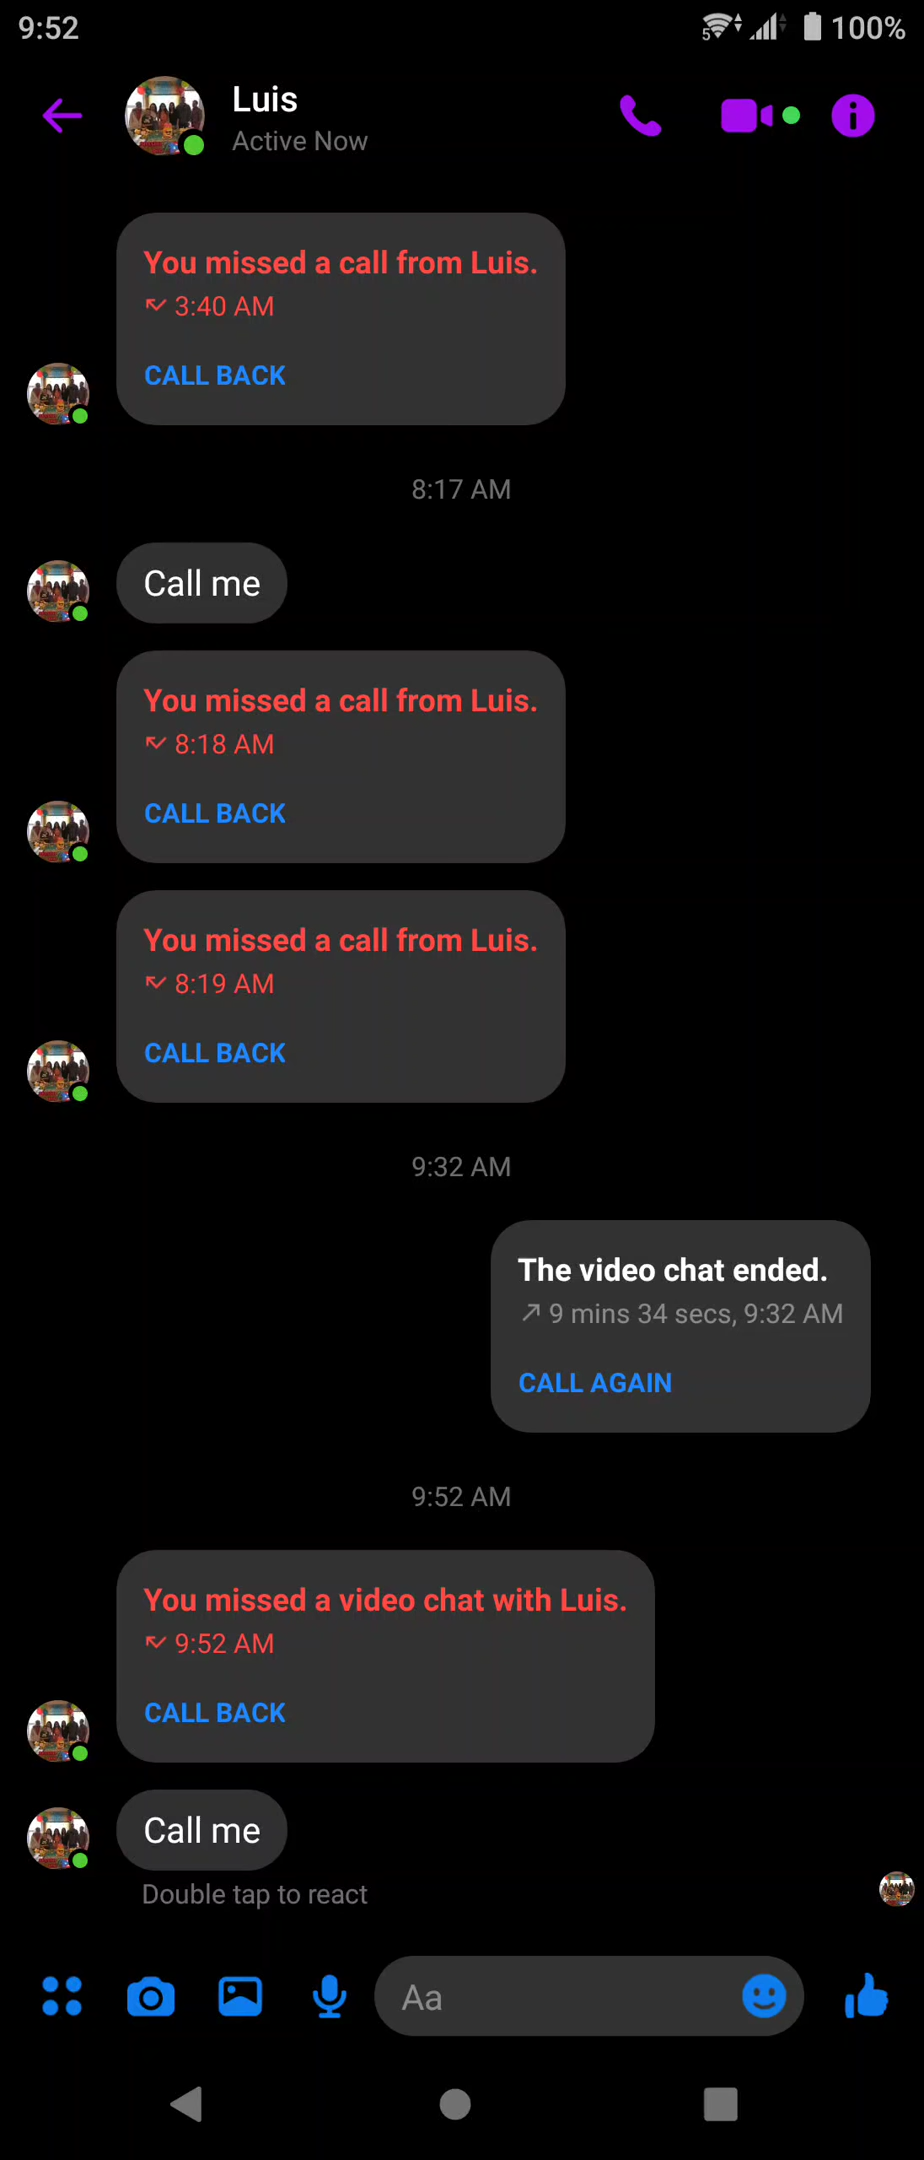 9:52
5
100%
Luis
Active Now
You missed a call from Luis.
3:40 AM
CALL BACK
8:17 AM
Call me
You missed a call from Luis.
8:18 AM
CALL BACK
You missed a call from Luis.
8:19 AM
CALL BACK
9:32 AM
The video chat ended.
9 mins 34 secs, 9:32 AM
CALL AGAIN
9:52 AM
You missed a video chat with Luis.
9:52 AM
CALL BACK
Call me
Double tap to react
Aa